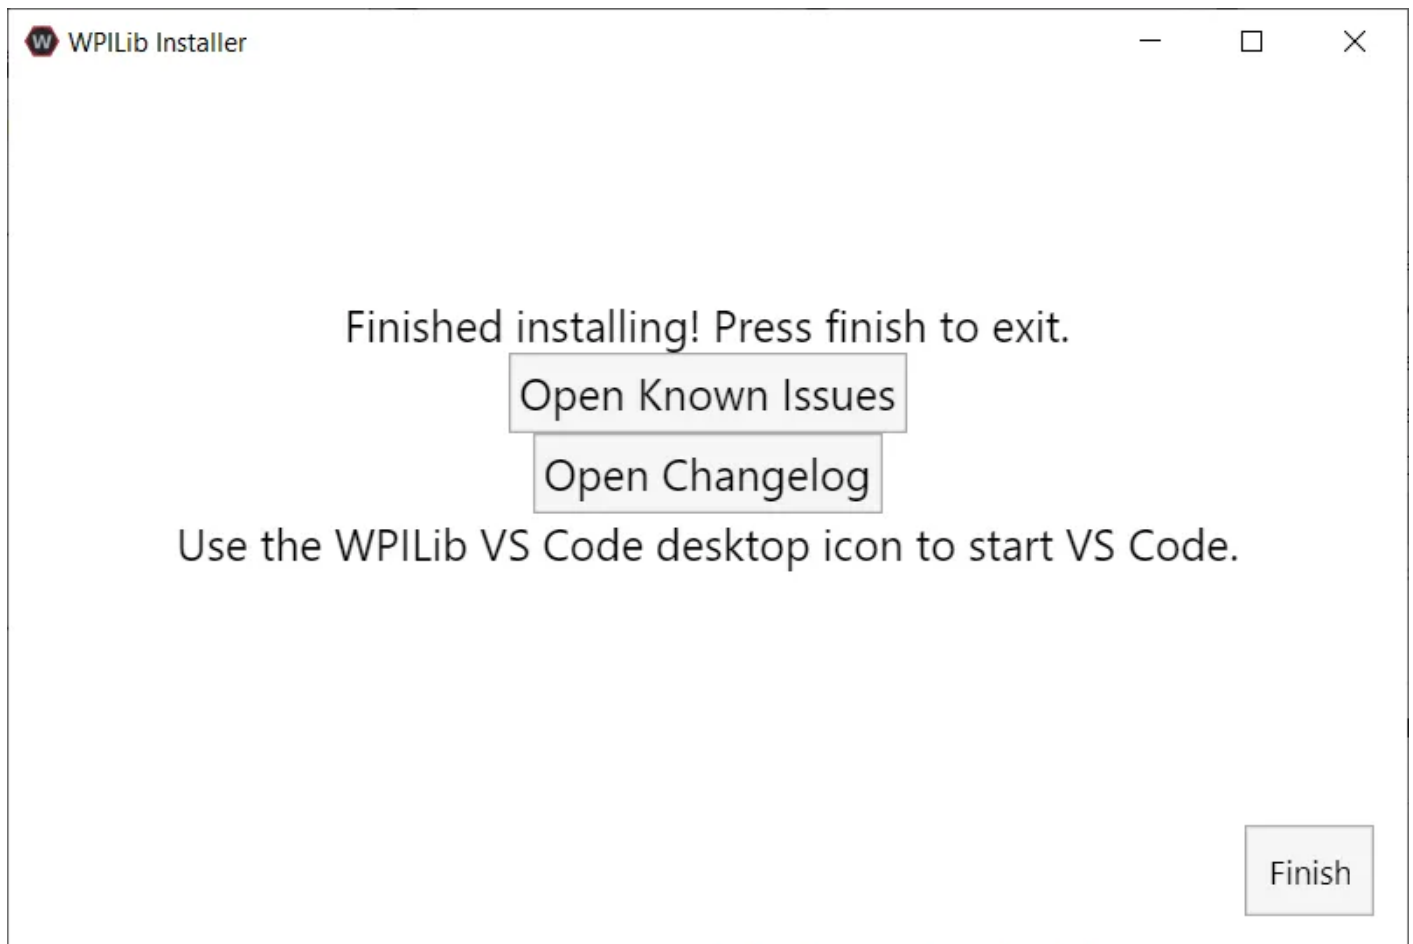 W WPILib Installer
Finished installing! Press finish to exit.
Open Known Issues
Open Changelog
Use the WPILib VS Code desktop icon to start VS Code.
Finish